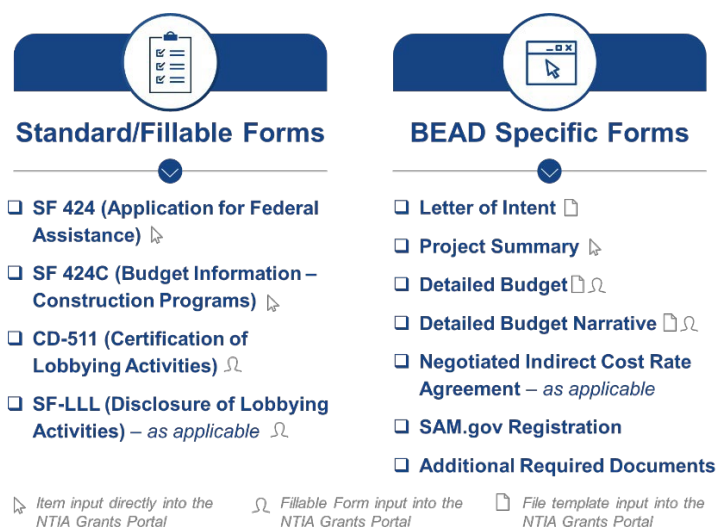 Standard/Fillable Forms
SF 424 (Application for Federal
Assistance)
SF 424C (Budget Information –
Construction Programs)
CD-511 (Certification of
Lobbying Activities)
SF-LLL (Disclosure of Lobbying
Activities) – as applicable
BEAD Specific Forms
Letter of Intent
Project Summary
Detailed Budget
Detailed Budget Narrative
Negotiated Indirect Cost Rate
Agreement – as applicable
SAM.gov Registration
Additional Required Documents
Item input directly into the
NTIA Grants Portal
Fillable Form input into the
NTIA Grants Portal
File template input into the
NTIA Grants Portal